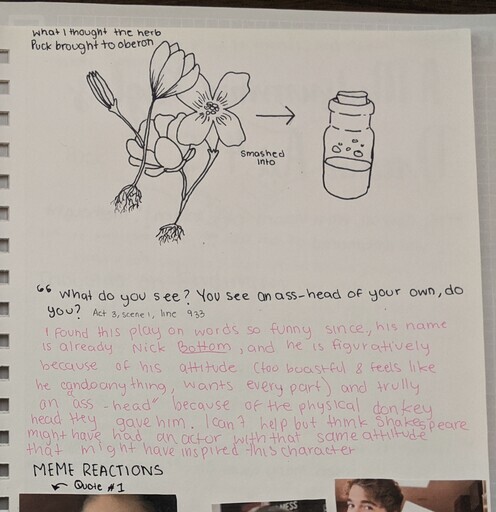 What I thought the herb
Puck brought to oberon
Smashed
into
“ What do you see? You see an ass-head of your own, do
you? Act 3, scene 1, line 933
I found this play on words so funny since, his name
is already Nick Bottom, and he is figuratively
because of his attitude (too boastful & feels like
he candoanything, wants every part) and trully
an ass-head" because of the physical donkey
head they gave him. I can't help but think Shakespeare
might have had an actor with that same attitude
that might have inspired this character
MEME REACTIONS
Quote #1